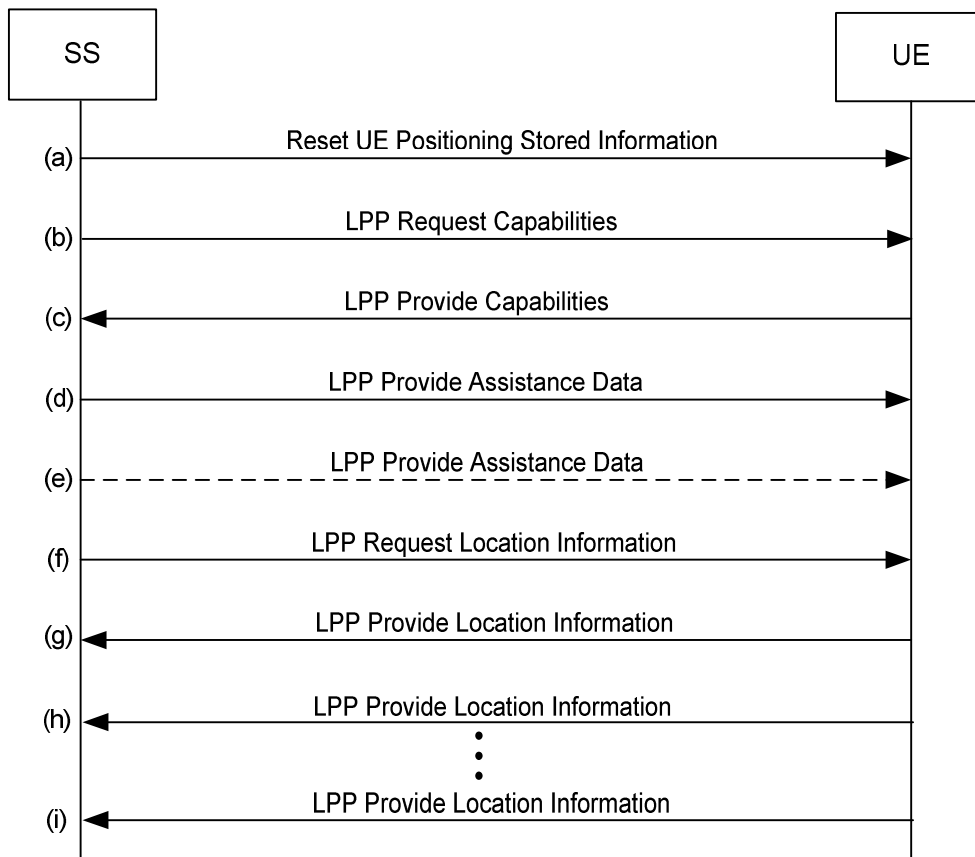 SS
UE
(a) Reset UE Positioning Stored Information
(b) LPP Request Capabilities
(c) LPP Provide Capabilities
(d) LPP Provide Assistance Data
(e) LPP Provide Assistance Data
(f) LPP Request Location Information
(g) LPP Provide Location Information
(h) LPP Provide Location Information
(i) LPP Provide Location Information